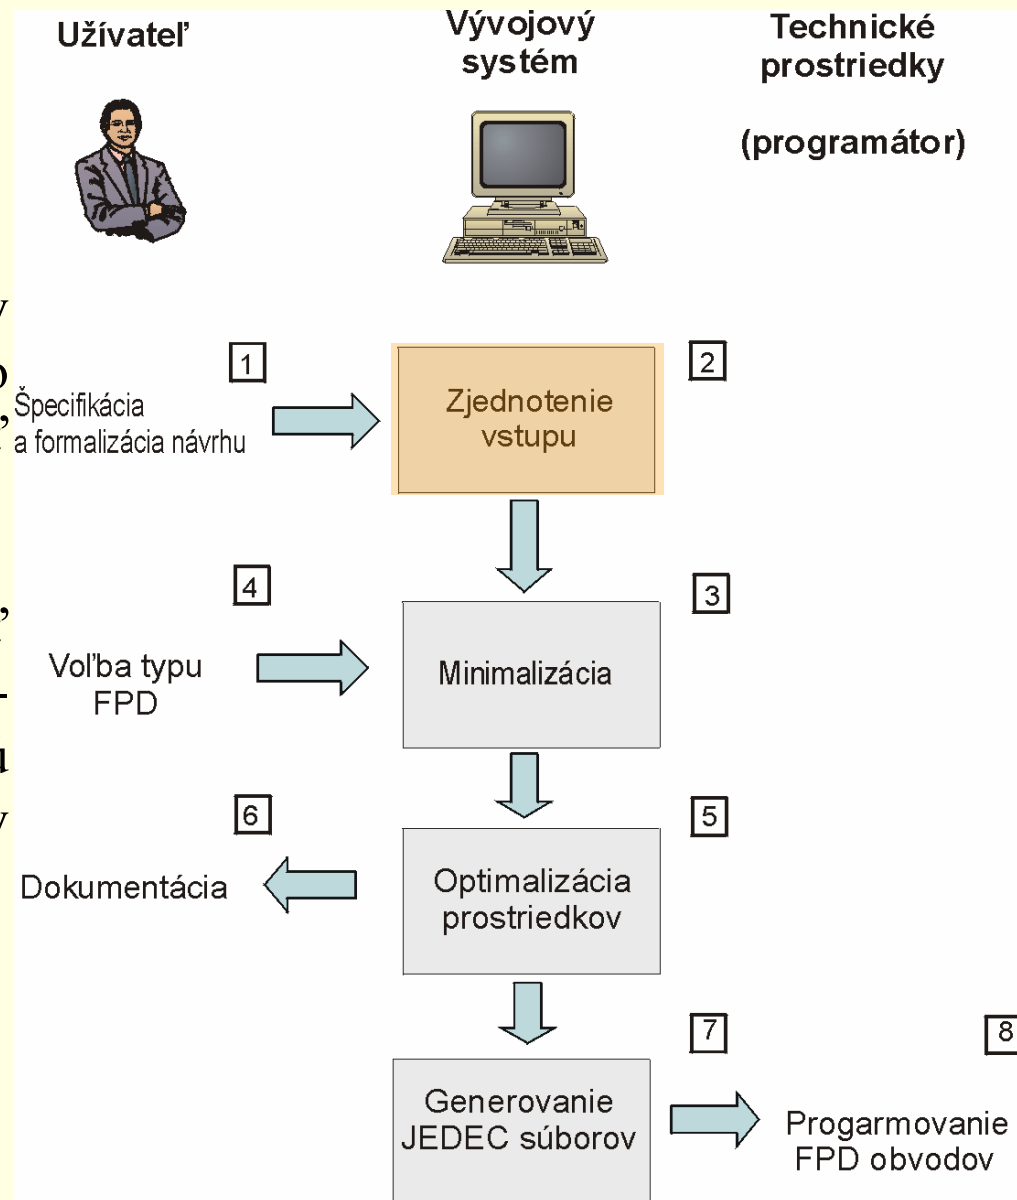 Užívateľ
Vývojový
systém
Technické
prostriedky
(programátor)
1
Špecifikácia
a formalizácia návrhu
2
Zjednotenie
vstupu
4
Voľba typu
FPD
3
Minimalizácia
6
Dokumentácia
5
Optimalizácia
prostriedkov
7
Generovanie
JEDEC súborov
8
Progarmovanie
FPD obvodov